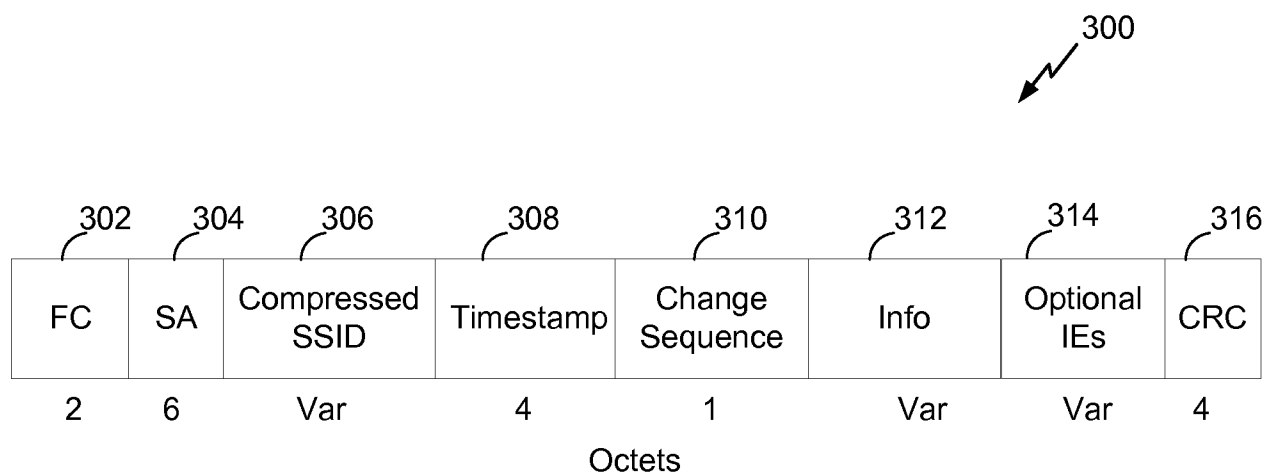 300
302 304 306 308 310 312 314 316
FC SA Compressed SSID Timestamp Change Sequence Info Optional IEs CRC
2 6 Var 4 1 Var Var 4
Octets